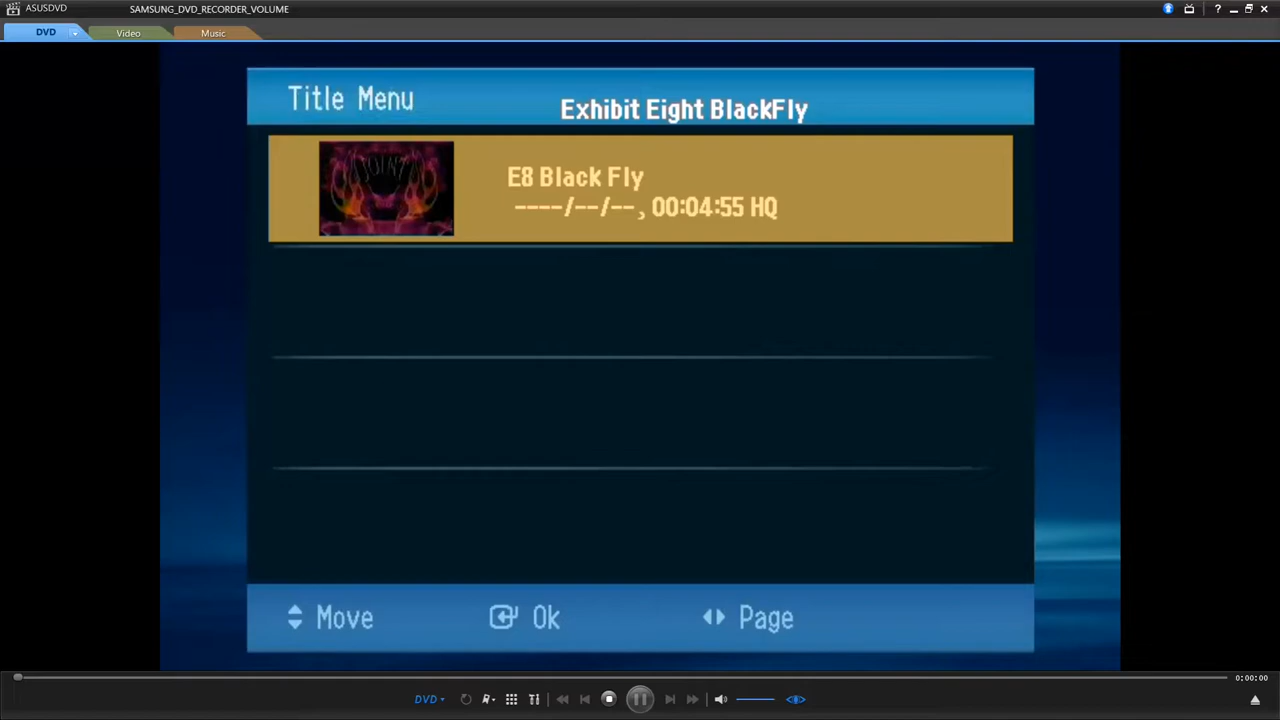 ASUSDVD
SAMSUNG_DVD_RECORDER_VOLUME
?
DVD
Video
Music
Title Menu
Exhibit Eight BlackFly
JOINT
E8 Black Fly
----/--/--, 00:04:55 HQ
Move
Ok
Page
0:00:00
DVD